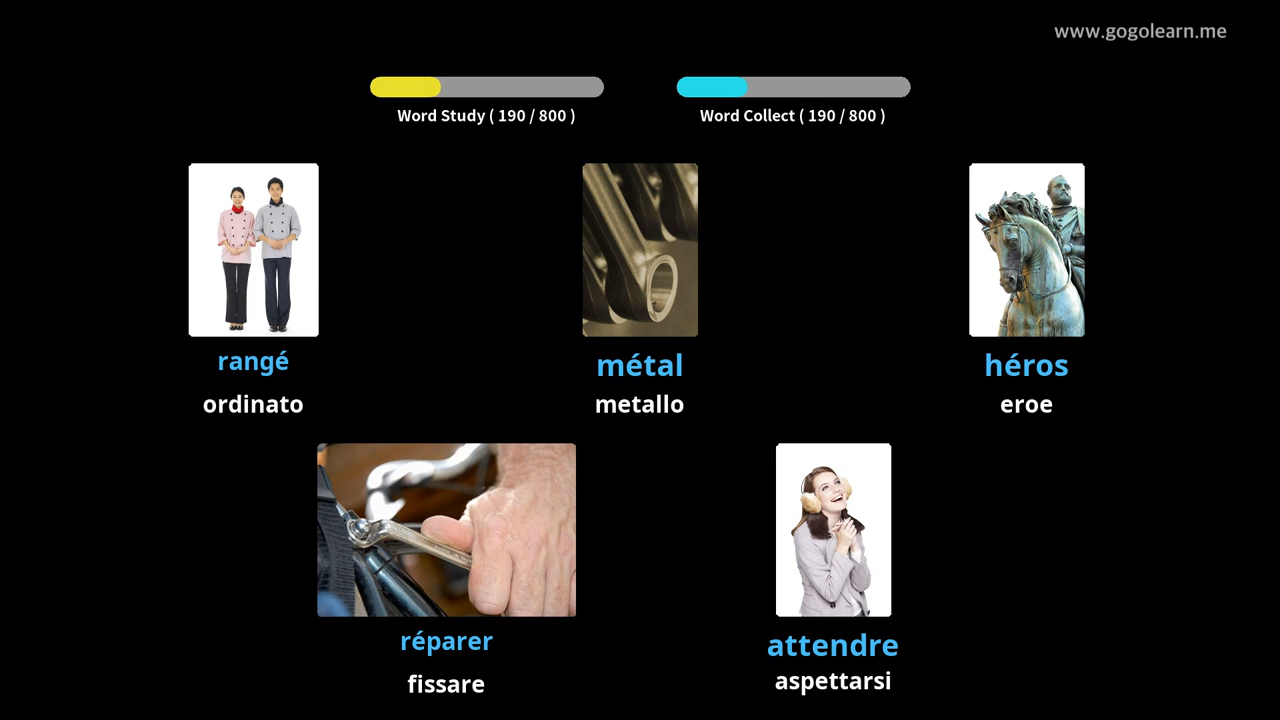 www.gogolearn.me
Word Study ( 190 / 800 )
Word Collect ( 190 / 800 )
rangé
métal
héros
ordinato
metallo
eroe
réparer
attendre
fissare
aspettarsi